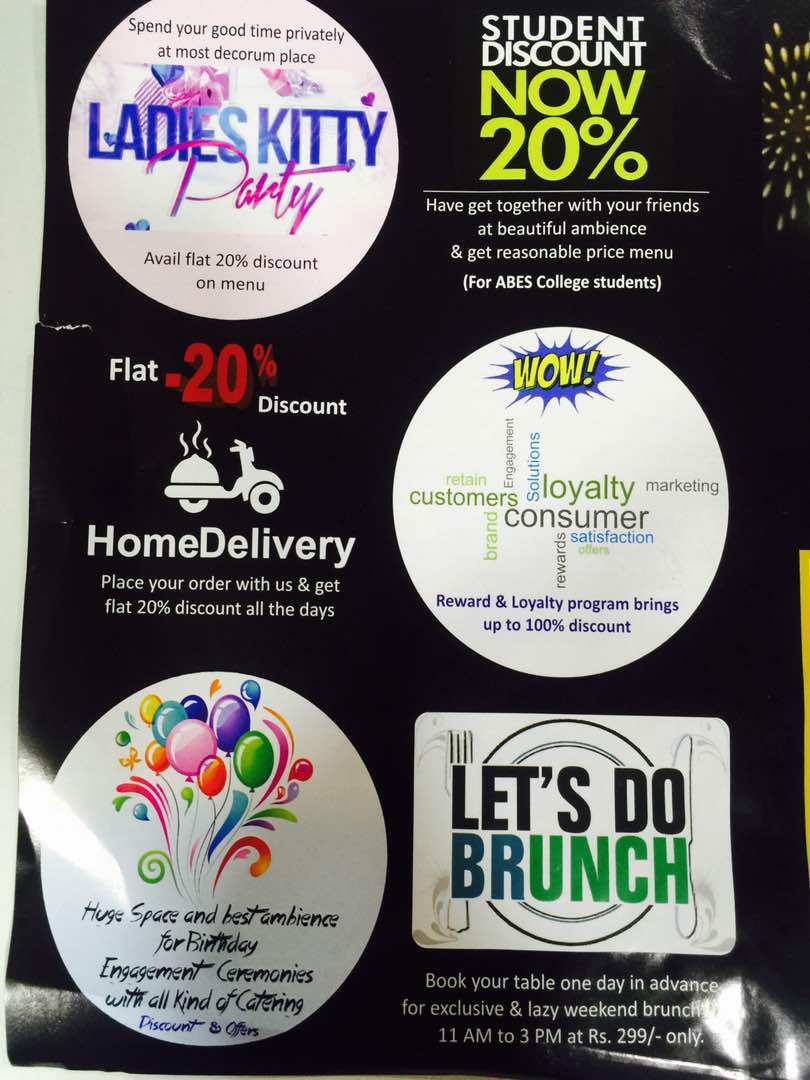 Spend your good time privately
at most decorum place
LADIES KITTY
Party
Avail flat 20% discount
on menu
STUDENT
DISCOUNT
NOW
20%
Have get together with your friends
at beautiful ambience
& get reasonable price menu
(For ABES College students)
Flat -20%
Discount
HomeDelivery
Place your order with us & get
flat 20% discount all the days
WOW!
Engagement
Solutions
retain
customers
loyalty
marketing
consumer
brand
rewards
satisfaction
offers
Reward & Loyalty program brings
up to 100% discount
Huge Space and best ambience
for Birthday
Engagement Ceremonies
with all Kind of Catering
Discount & Offers
LET'S DO
BRUNCH
Book your table one day in advance
for exclusive & lazy weekend brunch
11 AM to 3 PM at Rs. 299/- only.